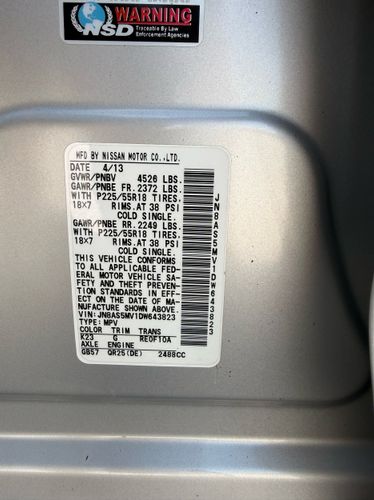 WARNING
NSD
Traceable By Law
Enforcement Agencies
MFD BY NISSAN MOTOR CO.,LTD.
DATE 4/13
GVWR/PNBV 4526 LBS.
GAWR/PNBE FR. 2372 LBS.
WITH P225/55R18 TIRES,
18X7 RIMS.AT 38 PSI
COLD SINGLE.
GAWR/PNBE RR. 2249 LBS.
WITH P225/55R18 TIRES,
18X7 RIMS.AT 38 PSI
COLD SINGLE.
THIS VEHICLE CONFORMS
TO ALL APPLICABLE FED-
ERAL MOTOR VEHICLE SA-
FETY AND THEFT PREVEN-
TION STANDARDS IN EFF-
ECT ON THE DATE OF MA-
NUFACTURE SHOWN ABOVE.
VIN:JN8AS5MV1DW643823
TYPE:MPV
COLOR TRIM TRANS
K23 G RE0F10A
AXLE ENGINE
GB57 QR25(DE) 2488CC
JN8AS5MV1DW643823